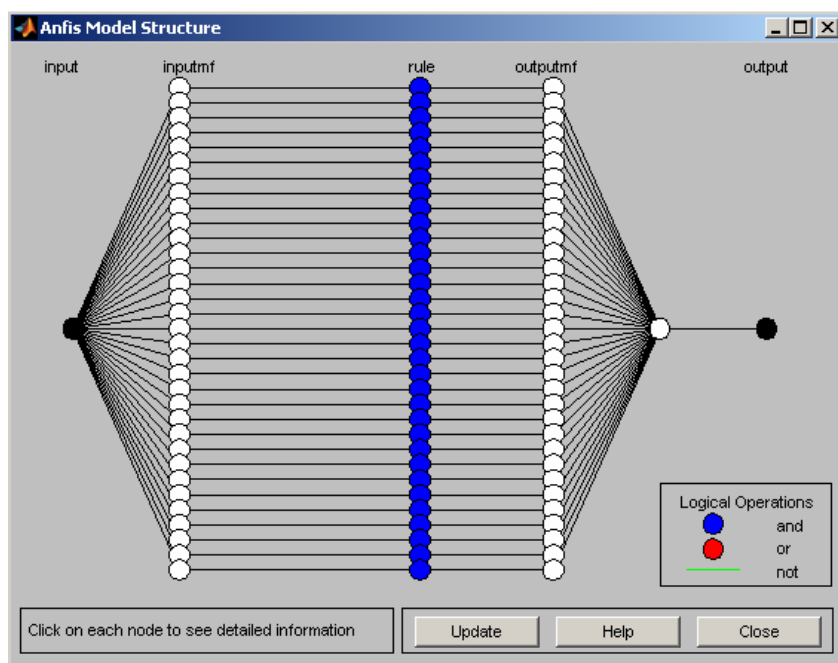 Anfis Model Structure
input inputmf rule outputmf output
Logical Operations
and
or
not
Click on each node to see detailed information
Update Help Close